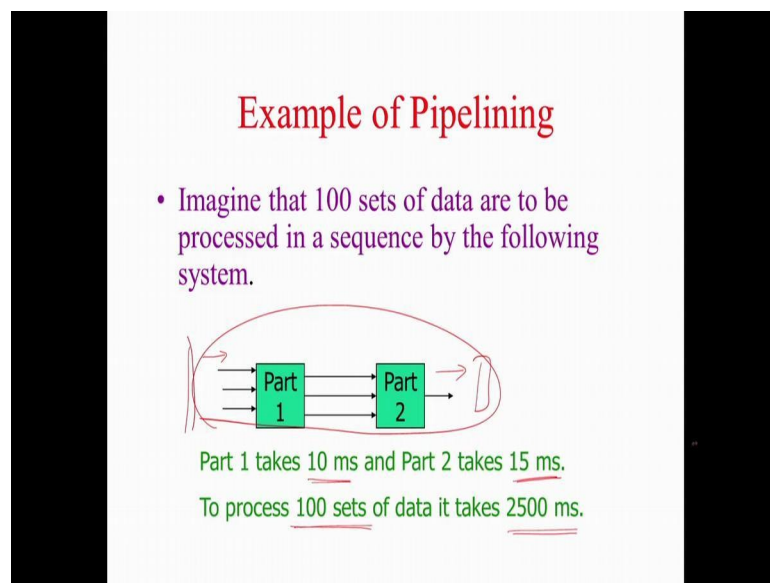 Example of Pipelining
• Imagine that 100 sets of data are to be
processed in a sequence by the following
system.
Part
1
Part
2
Part 1 takes 10 ms and Part 2 takes 15 ms.
To process 100 sets of data it takes 2500 ms.